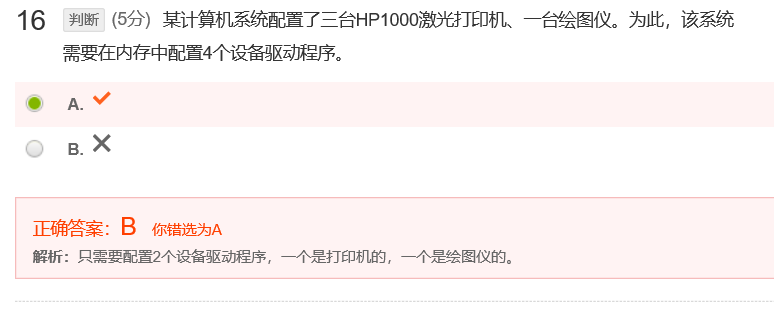 16 判断 (5分) 某计算机系统配置了三台HP1000激光打印机、一台绘图仪。为此，该系统
需要在内存中配置4个设备驱动程序。
A.
B.
正确答案：B 你错选为A
解析：只需要配置2个设备驱动程序，一个是打印机的，一个是绘图仪的。